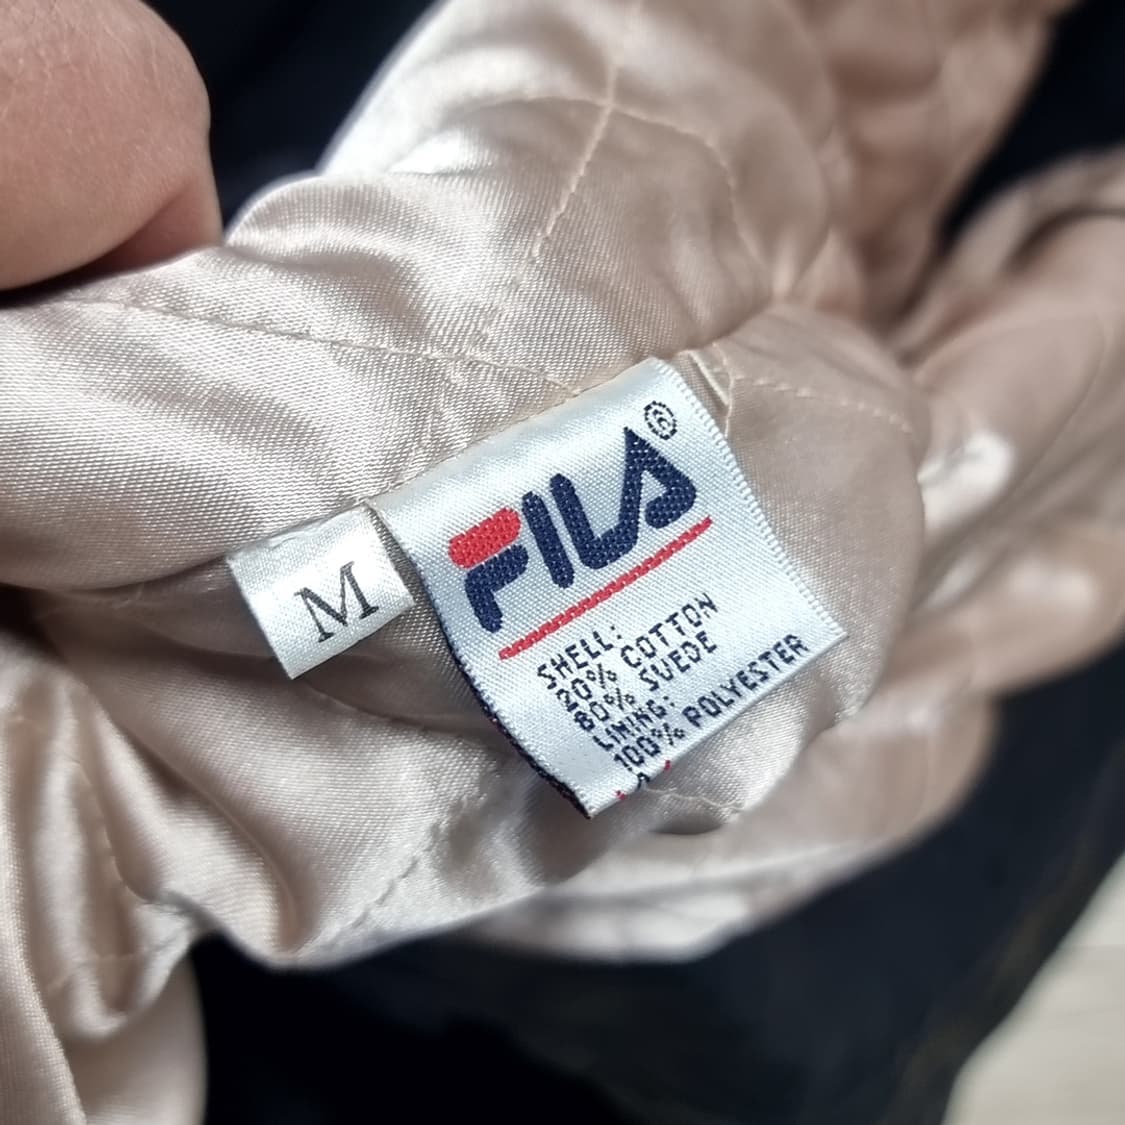 M
FILA®
SHELL:
20% COTTON
80% SUEDE
LINING:
100% POLYESTER